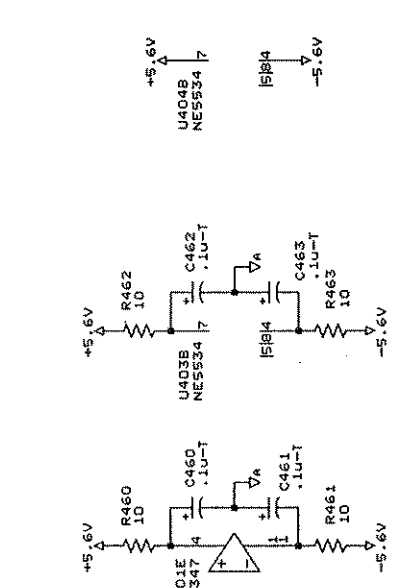 +5.6V
7
U404B
NE5534
5 8 4
-5.6V
+5.6V
R462
10
C462
.1u-T
7
U403B
NE5534
A
C463
.1u-T
5 8 4
R463
10
-5.6V
+5.6V
R460
10
C460
.1u-T
4
01E
347
A
C461
.1u-T
11
R461
10
-5.6V